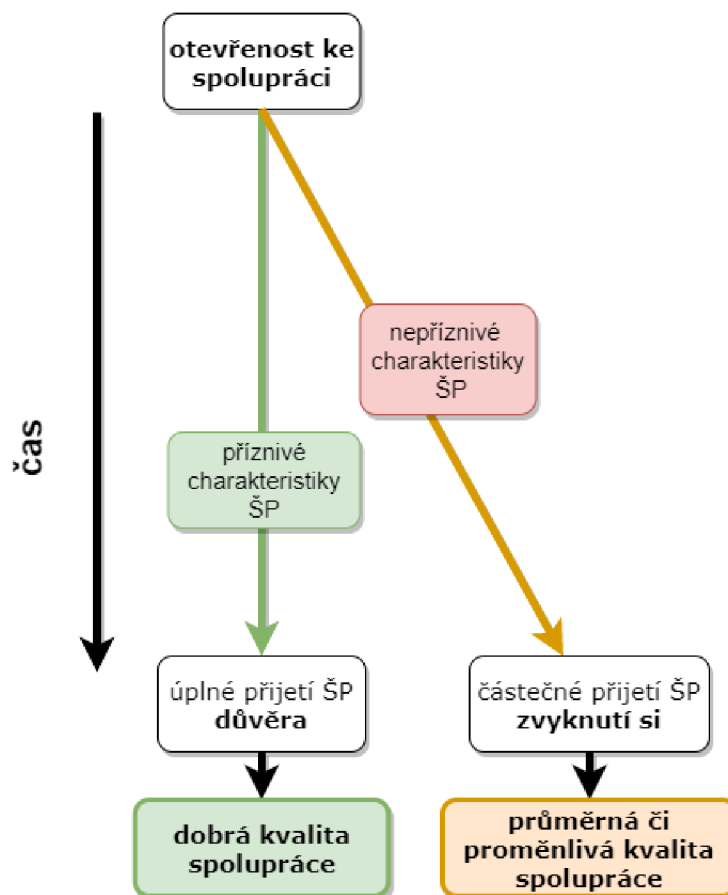 otevřenost ke
spolupráci
nepříznivé
charakteristiky
ŠP
čas
příznivé
charakteristiky
ŠP
úplné přijetí ŠP
důvěra
částečné přijetí ŠP
zvyknutí si
dobrá kvalita
spolupráce
průměrná či
proměnlivá kvalita
spolupráce